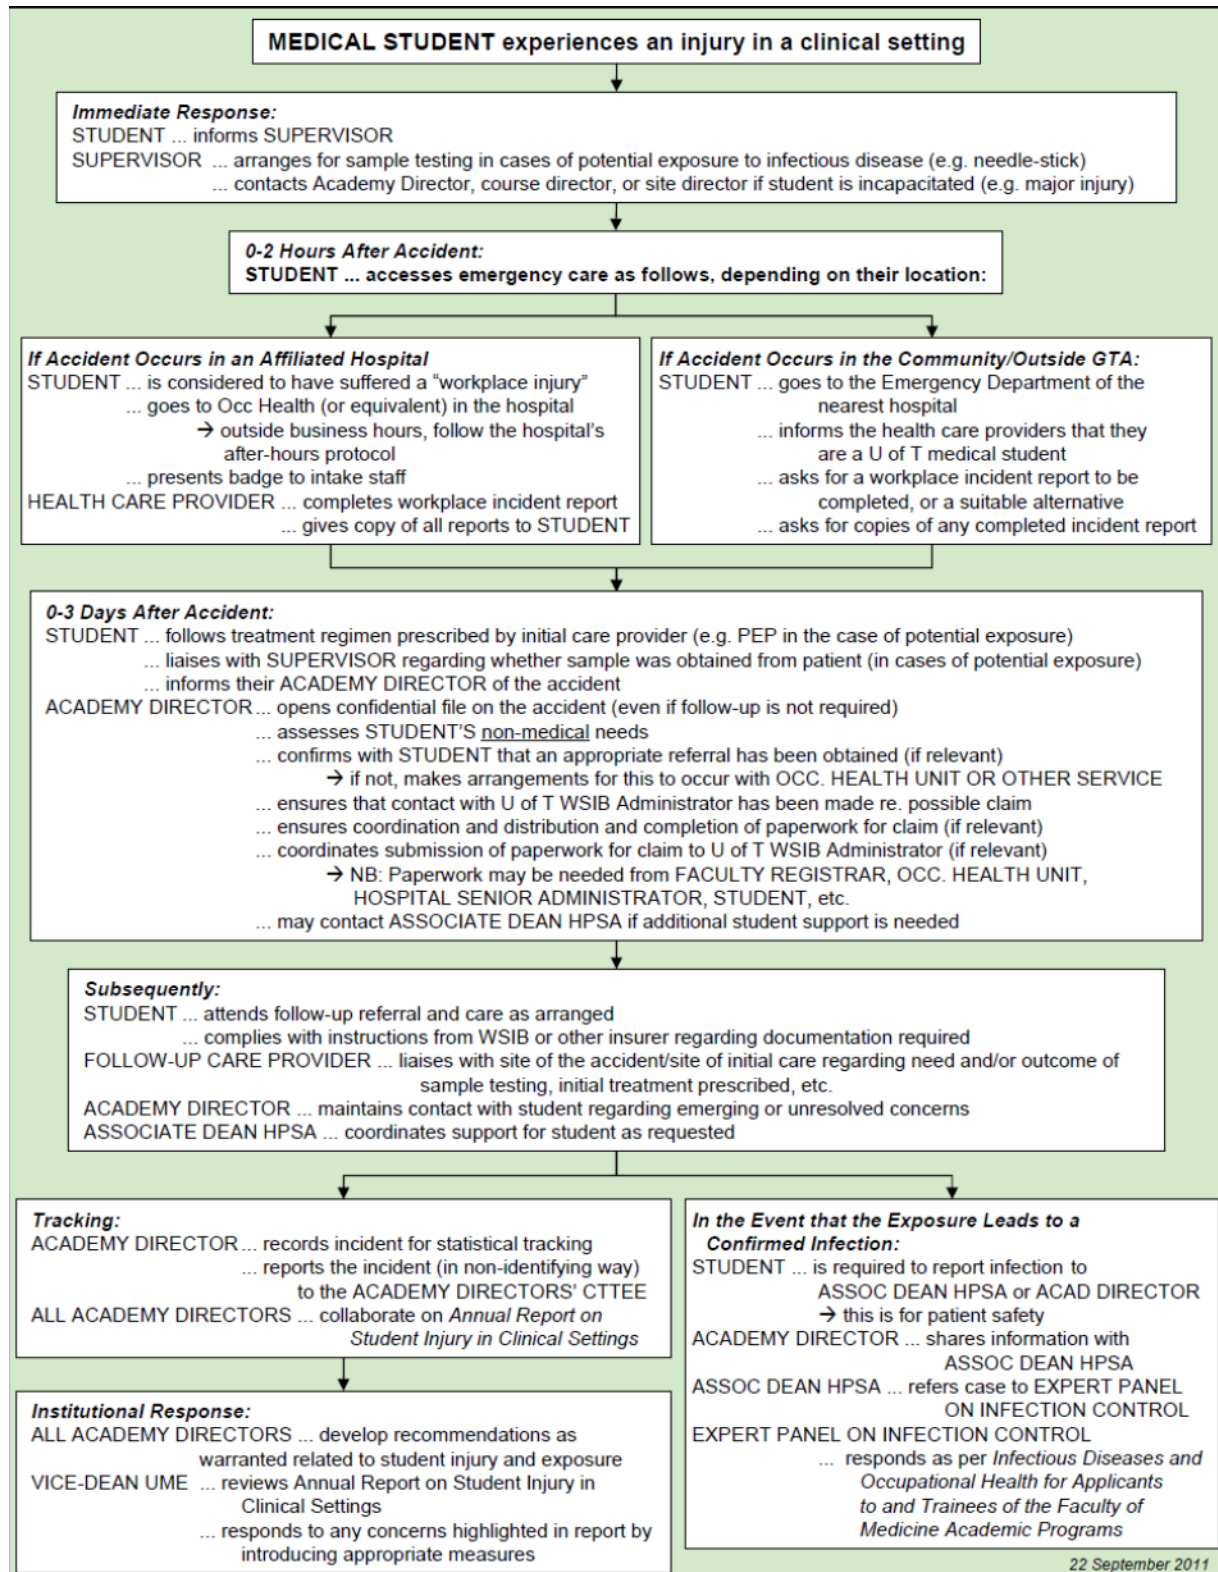 MEDICAL STUDENT experiences an injury in a clinical setting
Immediate Response:
STUDENT ... informs SUPERVISOR
SUPERVISOR ... arranges for sample testing in cases of potential exposure to infectious disease (e.g. needle-stick)
... contacts Academy Director, course director, or site director if student is incapacitated (e.g. major injury)
0-2 Hours After Accident:
STUDENT ... accesses emergency care as follows, depending on their location:
If Accident Occurs in an Affiliated Hospital
STUDENT ... is considered to have suffered a “workplace injury”
... goes to Occ Health (or equivalent) in the hospital
→ outside business hours, follow the hospital’s
after-hours protocol
... presents badge to intake staff
HEALTH CARE PROVIDER ... completes workplace incident report
... gives copy of all reports to STUDENT
If Accident Occurs in the Community/Outside GTA:
STUDENT ... goes to the Emergency Department of the
nearest hospital
... informs the health care providers that they
are a U of T medical student
... asks for a workplace incident report to be
completed, or a suitable alternative
... asks for copies of any completed incident report
0-3 Days After Accident:
STUDENT ... follows treatment regimen prescribed by initial care provider (e.g. PEP in the case of potential exposure)
... liaises with SUPERVISOR regarding whether sample was obtained from patient (in cases of potential exposure)
... informs their ACADEMY DIRECTOR of the accident
ACADEMY DIRECTOR ... opens confidential file on the accident (even if follow-up is not required)
... assesses STUDENT’S non-medical needs
... confirms with STUDENT that an appropriate referral has been obtained (if relevant)
→ if not, makes arrangements for this to occur with OCC. HEALTH UNIT OR OTHER SERVICE
... ensures that contact with U of T WSIB Administrator has been made re. possible claim
... ensures coordination and distribution and completion of paperwork for claim (if relevant)
... coordinates submission of paperwork for claim to U of T WSIB Administrator (if relevant)
→ NB: Paperwork may be needed from FACULTY REGISTRAR, OCC. HEALTH UNIT,
HOSPITAL SENIOR ADMINISTRATOR, STUDENT, etc.
... may contact ASSOCIATE DEAN HPSA if additional student support is needed
Subsequently:
STUDENT ... attends follow-up referral and care as arranged
... complies with instructions from WSIB or other insurer regarding documentation required
FOLLOW-UP CARE PROVIDER ... liaises with site of the accident/site of initial care regarding need and/or outcome of
sample testing, initial treatment prescribed, etc.
ACADEMY DIRECTOR ... maintains contact with student regarding emerging or unresolved concerns
ASSOCIATE DEAN HPSA ... coordinates support for student as requested
Tracking:
ACADEMY DIRECTOR ... records incident for statistical tracking
... reports the incident (in non-identifying way)
to the ACADEMY DIRECTORS’ CTTEE
ALL ACADEMY DIRECTORS ... collaborate on Annual Report on
Student Injury in Clinical Settings
Institutional Response:
ALL ACADEMY DIRECTORS ... develop recommendations as
warranted related to student injury and exposure
VICE-DEAN UME ... reviews Annual Report on Student Injury in
Clinical Settings
... responds to any concerns highlighted in report by
introducing appropriate measures
In the Event that the Exposure Leads to a
Confirmed Infection:
STUDENT ... is required to report infection to
ASSOC DEAN HPSA or ACAD DIRECTOR
→ this is for patient safety
ACADEMY DIRECTOR ... shares information with
ASSOC DEAN HPSA
ASSOC DEAN HPSA ... refers case to EXPERT PANEL
ON INFECTION CONTROL
EXPERT PANEL ON INFECTION CONTROL
... responds as per Infectious Diseases and
Occupational Health for Applicants
to and Trainees of the Faculty of
Medicine Academic Programs
22 September 2011